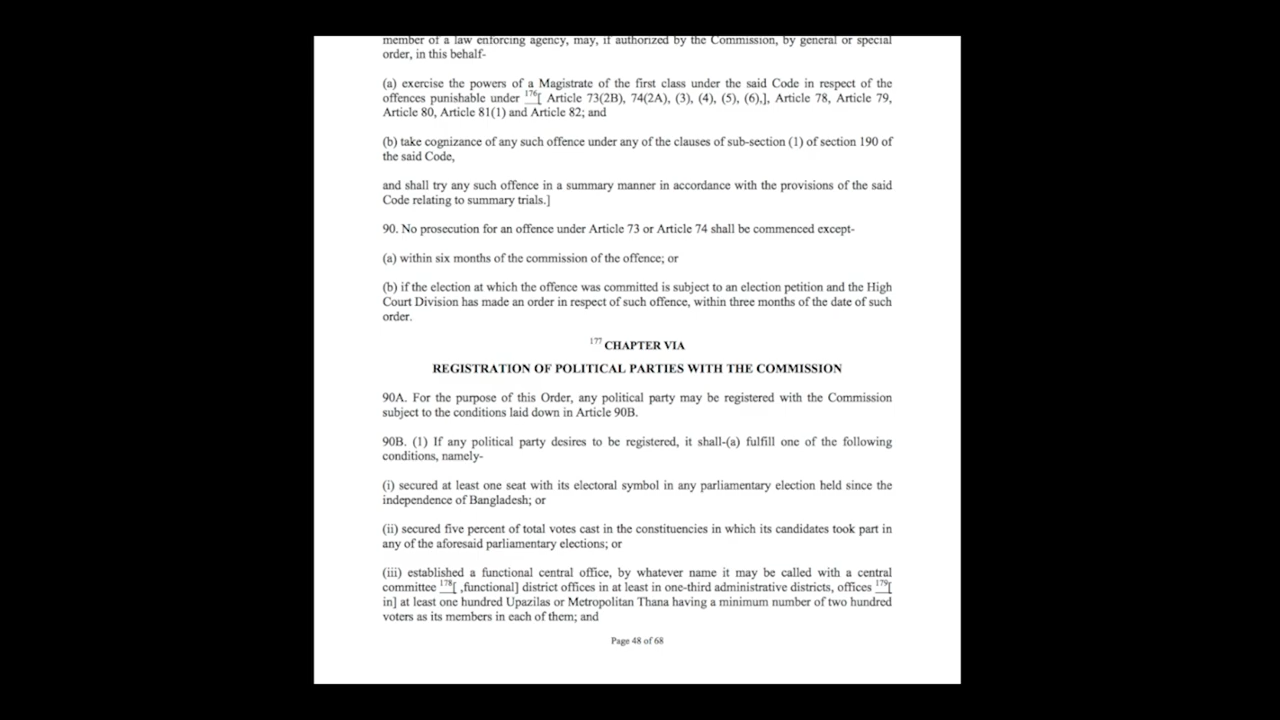 member of a law enforcing agency, may, if authorized by the Commission, by general or special
order, in this behalf-
(a) exercise the powers of a Magistrate of the first class under the said Code in respect of the
offences punishable under 176[ Article 73(2B), 74(2A), (3), (4), (5), (6),], Article 78, Article 79,
Article 80, Article 81(1) and Article 82; and
(b) take cognizance of any such offence under any of the clauses of sub-section (1) of section 190 of
the said Code,
and shall try any such offence in a summary manner in accordance with the provisions of the said
Code relating to summary trials.]
90. No prosecution for an offence under Article 73 or Article 74 shall be commenced except-
(a) within six months of the commission of the offence; or
(b) if the election at which the offence was committed is subject to an election petition and the High
Court Division has made an order in respect of such offence, within three months of the date of such
order.
177 CHAPTER VIA
REGISTRATION OF POLITICAL PARTIES WITH THE COMMISSION
90A. For the purpose of this Order, any political party may be registered with the Commission
subject to the conditions laid down in Article 90B.
90B. (1) If any political party desires to be registered, it shall-(a) fulfill one of the following
conditions, namely-
(i) secured at least one seat with its electoral symbol in any parliamentary election held since the
independence of Bangladesh; or
(ii) secured five percent of total votes cast in the constituencies in which its candidates took part in
any of the aforesaid parliamentary elections; or
(iii) established a functional central office, by whatever name it may be called with a central
committee 178[ ,functional] district offices in at least in one-third administrative districts, offices 179[
in] at least one hundred Upazilas or Metropolitan Thana having a minimum number of two hundred
voters as its members in each of them; and
Page 48 of 68